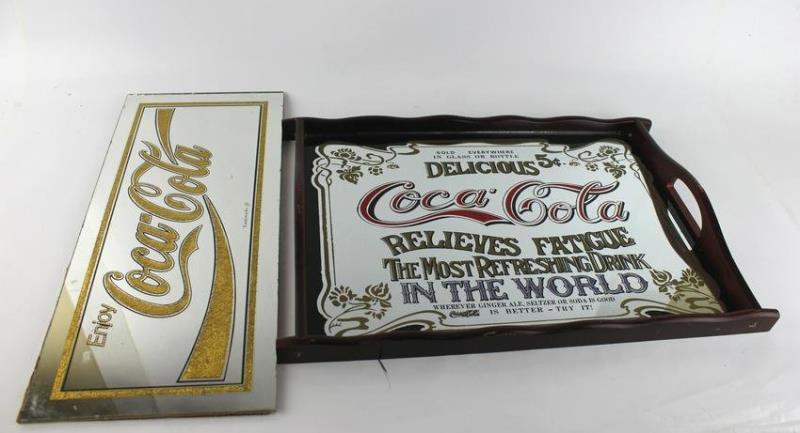 Enjoy
Coca-Cola
SOLD EVERYWHERE
IN GLASS OR BOTTLE
5¢
DELICIOUS
Coca-Cola
RELIEVES FATIGUE
THE MOST REFRESHING DRINK
IN THE WORLD
WHEREVER GINGER ALE, SELTZER OR SODA IS GOOD
Coca-Cola IS BETTER - TRY IT!